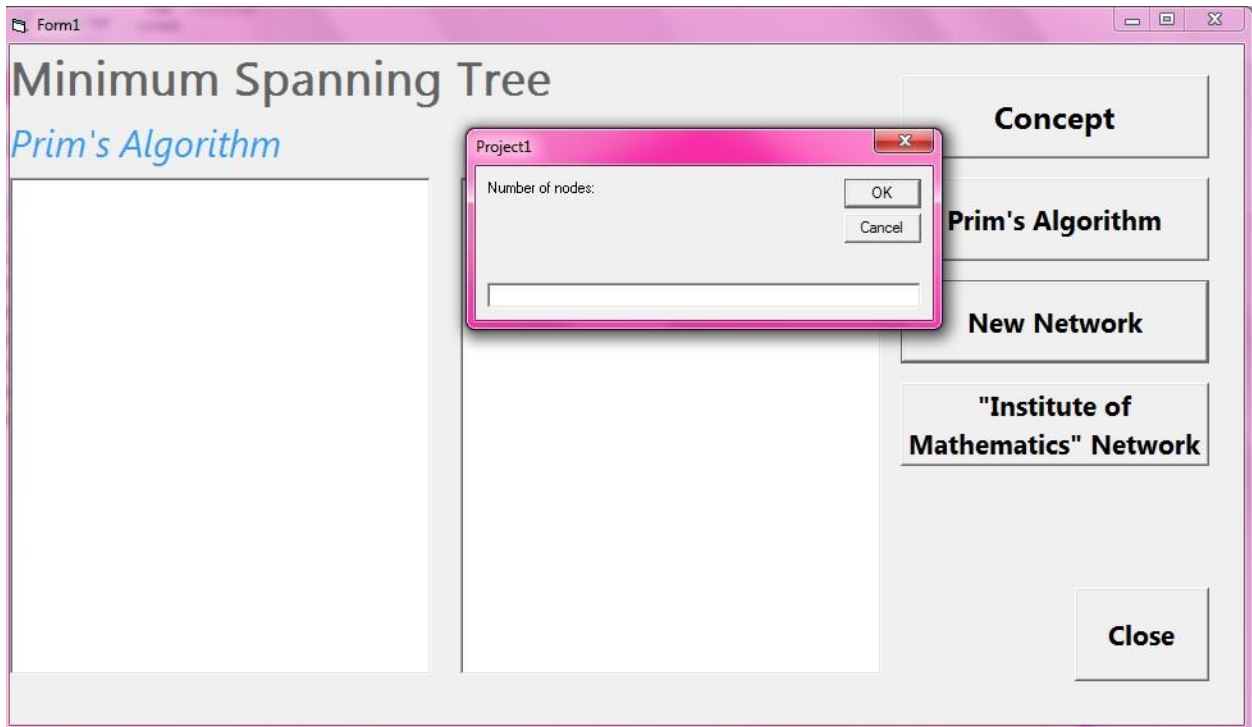 Form1
Minimum Spanning Tree
Prim's Algorithm
Project1
Number of nodes:
OK
Cancel
Concept
Prim's Algorithm
New Network
"Institute of
Mathematics" Network
Close